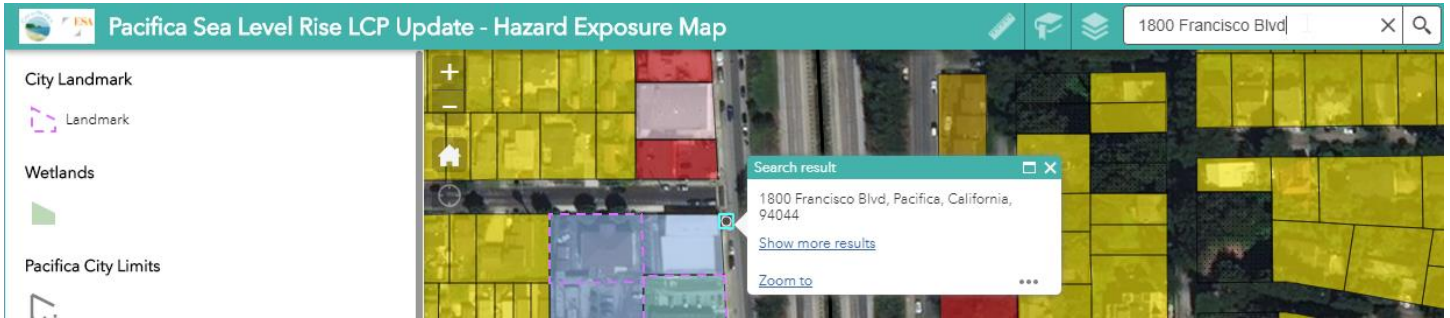 ESA
Pacifica Sea Level Rise LCP Update - Hazard Exposure Map
1800 Francisco Blvd
City Landmark
Landmark
Wetlands
Pacifica City Limits
+
−
Search result
1800 Francisco Blvd, Pacifica, California,
94044
Show more results
Zoom to